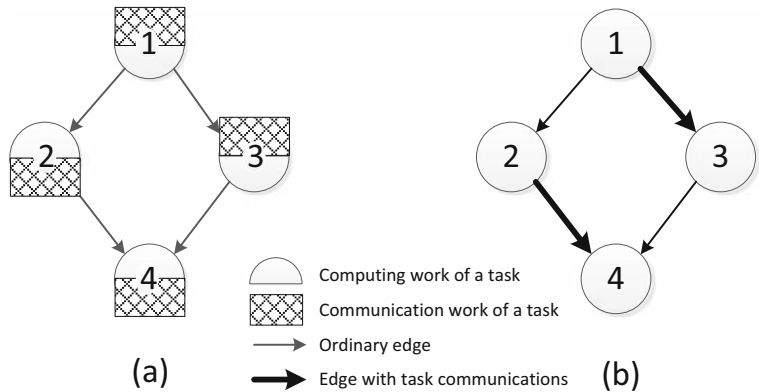 1
2
3
4
1
2
3
4
Computing work of a task
Communication work of a task
Ordinary edge
Edge with task communications
(a)
(b)